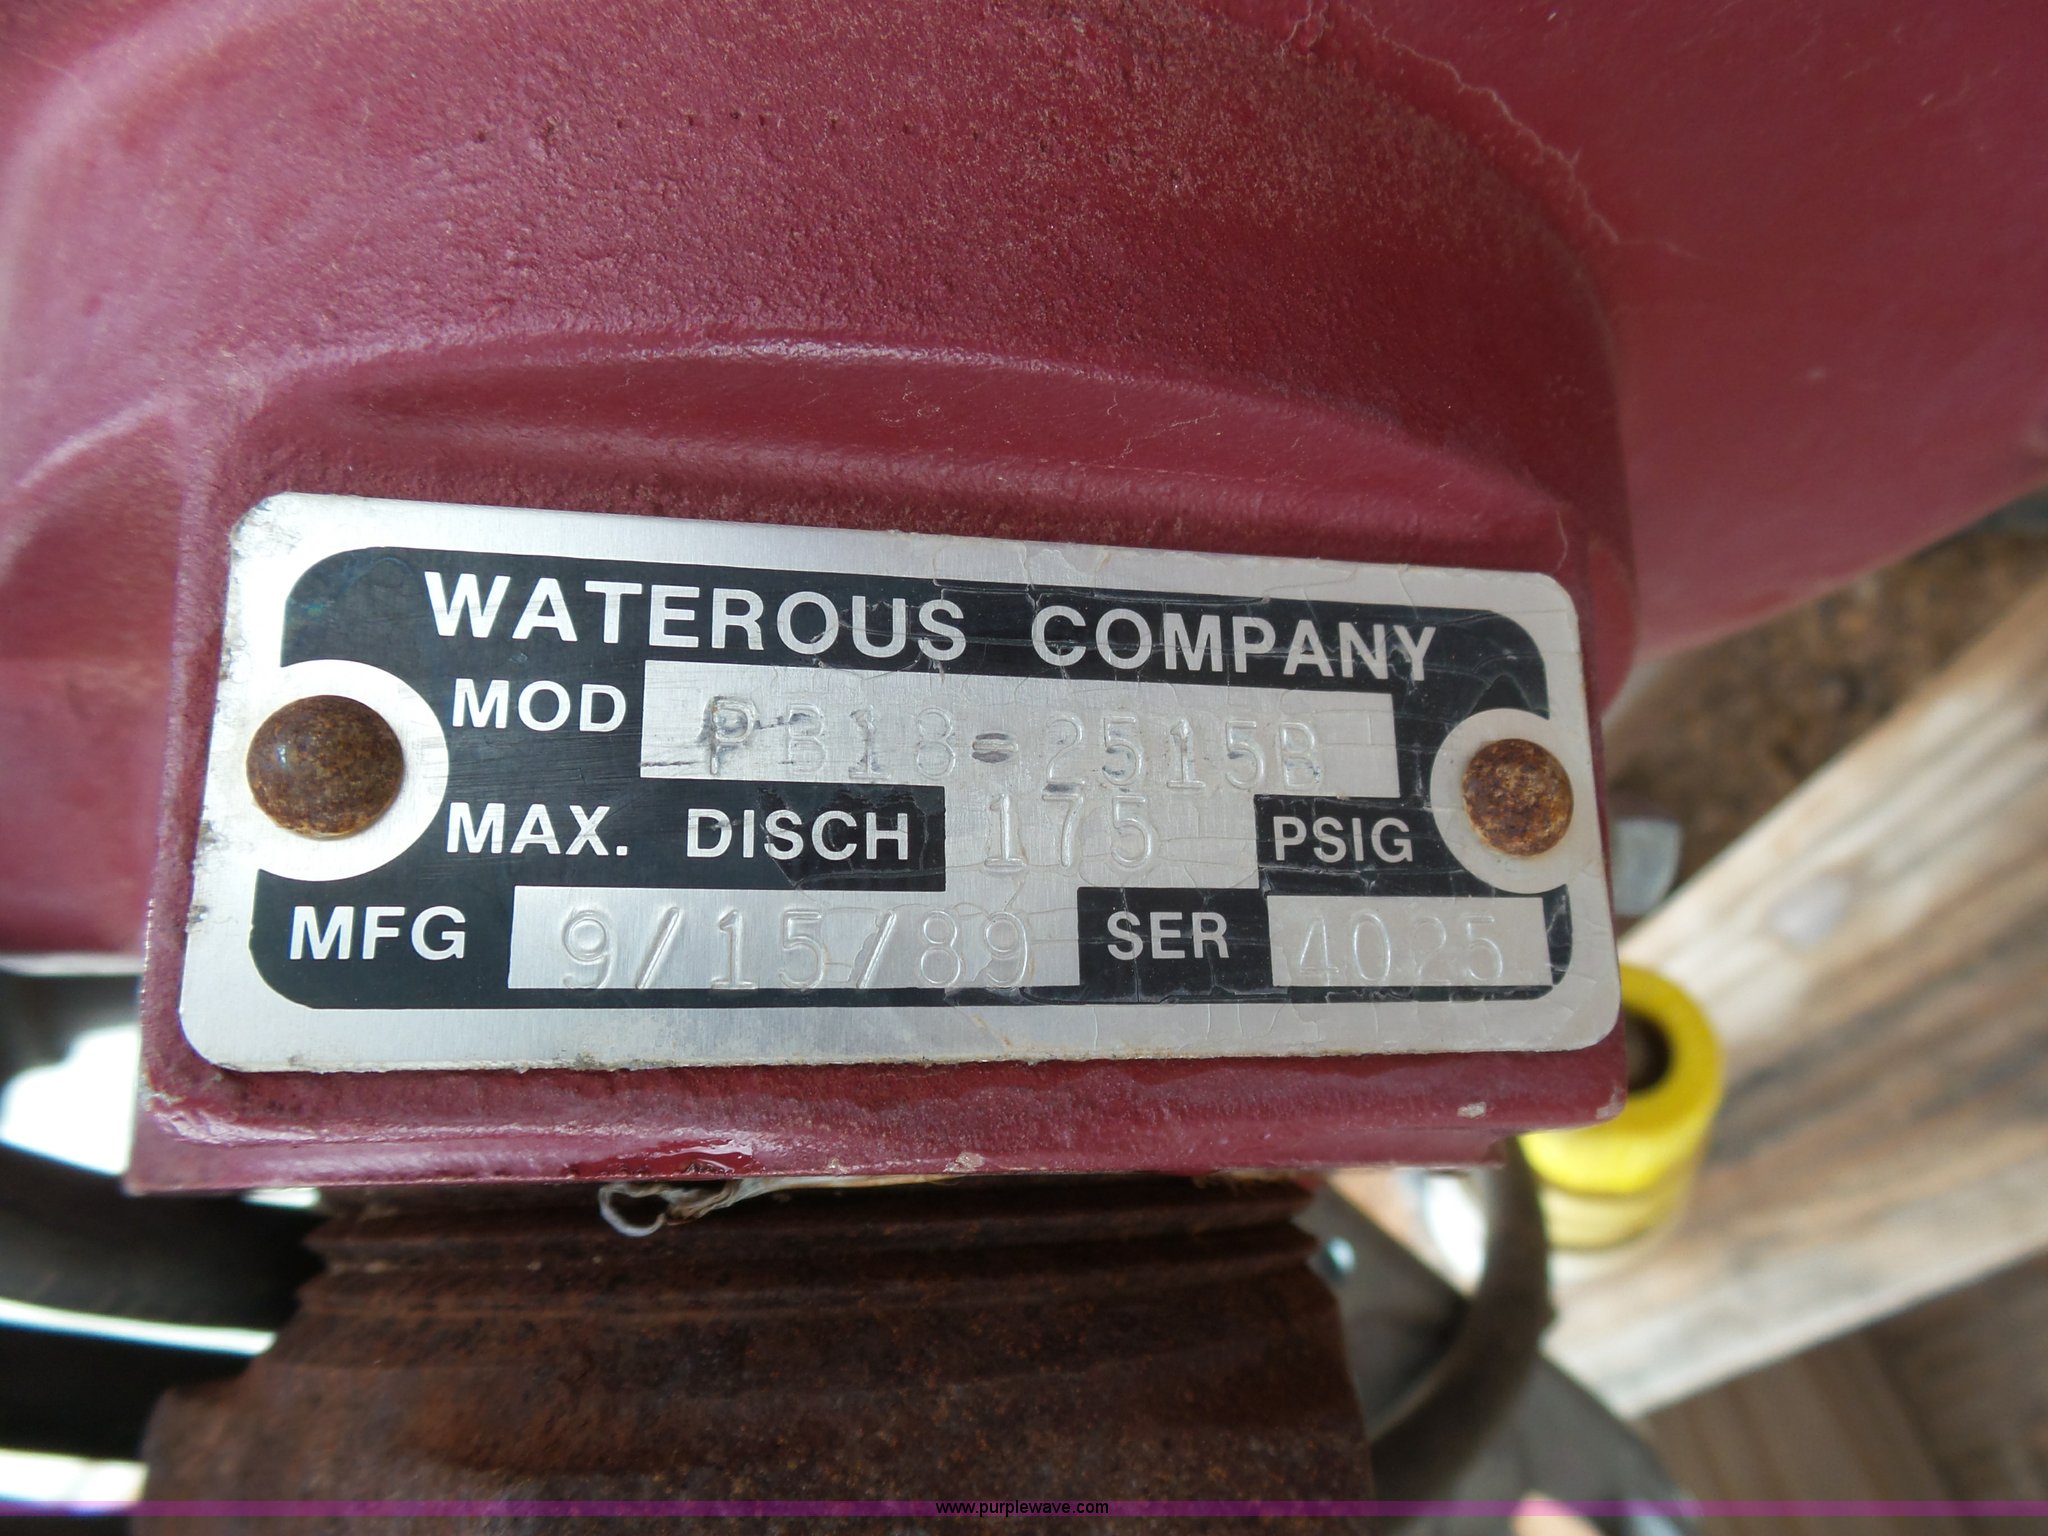 WATEROUS COMPANY
MOD PB18-2515B
MAX. DISCH 175 PSIG
MFG 9/15/89 SER 4025
www.purplewave.com